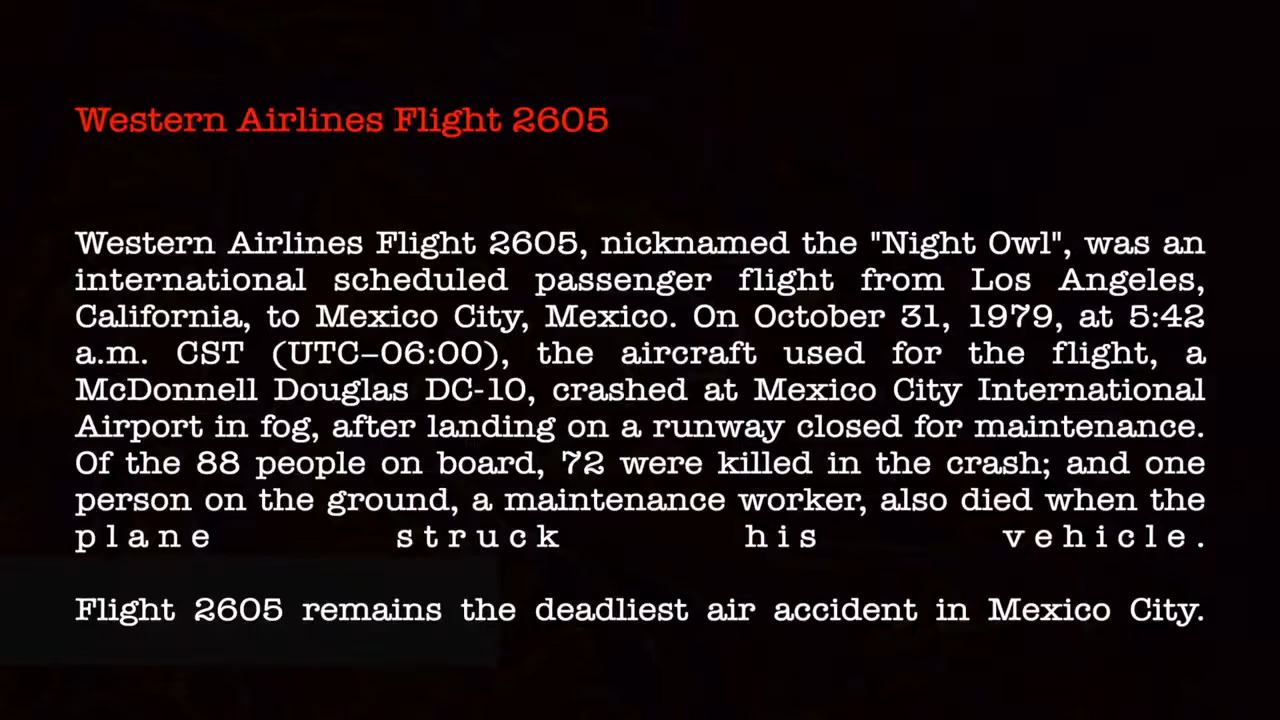 Western Airlines Flight 2605
Western Airlines Flight 2605, nicknamed the "Night Owl", was an
international scheduled passenger flight from Los Angeles,
California, to Mexico City, Mexico. On October 31, 1979, at 5:42
a.m. CST (UTC–06:00), the aircraft used for the flight, a
McDonnell Douglas DC-10, crashed at Mexico City International
Airport in fog, after landing on a runway closed for maintenance.
Of the 88 people on board, 72 were killed in the crash; and one
person on the ground, a maintenance worker, also died when the
plane struck his vehicle.
Flight 2605 remains the deadliest air accident in Mexico City.